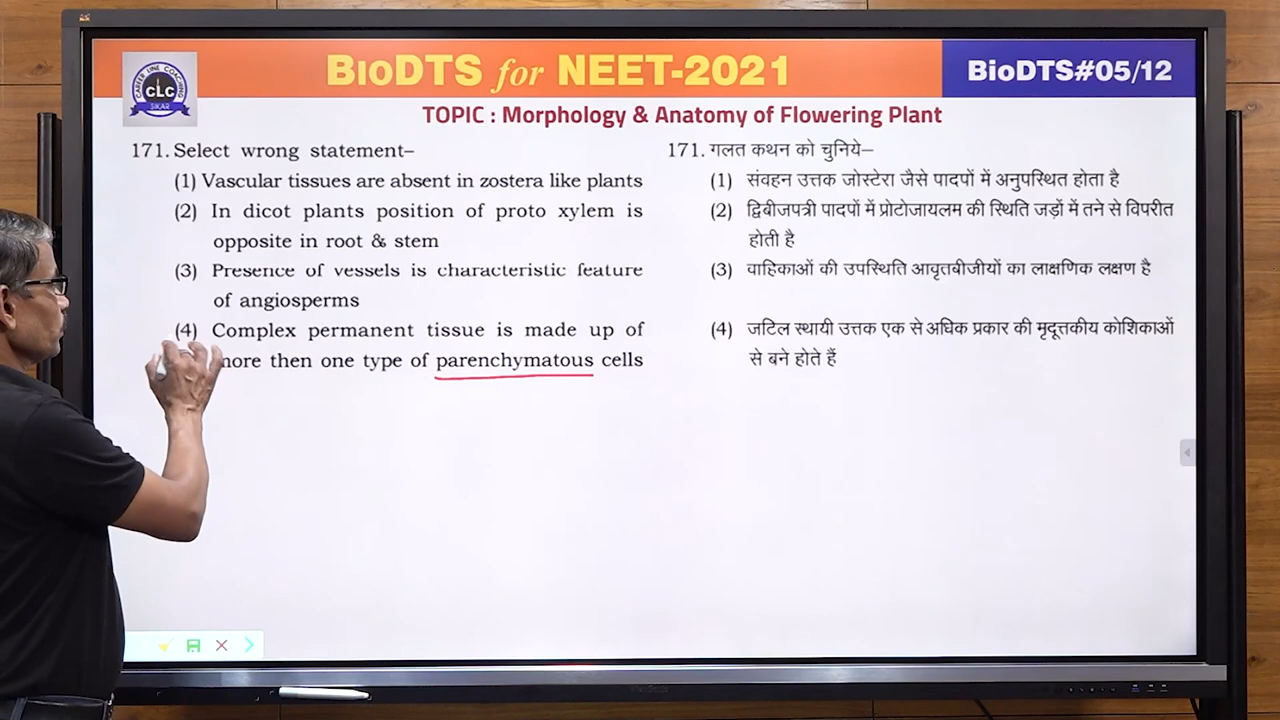 BIODTS for NEET-2021
BioDTS#05/12
CAREER LINE COACHING
CLC
SIKAR
TOPIC : Morphology & Anatomy of Flowering Plant
171. Select wrong statement–
(1) Vascular tissues are absent in zostera like plants
(2) In dicot plants position of proto xylem is
opposite in root & stem
(3) Presence of vessels is characteristic feature
of angiosperms
(4) Complex permanent tissue is made up of
more then one type of parenchymatous cells
171. गलत कथन को चुनिये–
(1) संवहन उत्तक जोस्टेरा जैसे पादपों में अनुपस्थित होता है
(2) द्विबीजपत्री पादपों में प्रोटोजायलम की स्थिति जड़ों में तने से विपरीत
होती है
(3) वाहिकाओं की उपस्थिति आवृतबीजीयों का लाक्षणिक लक्षण है
(4) जटिल स्थायी उत्तक एक से अधिक प्रकार की मृदूत्तकीय कोशिकाओं
से बने होते हैं